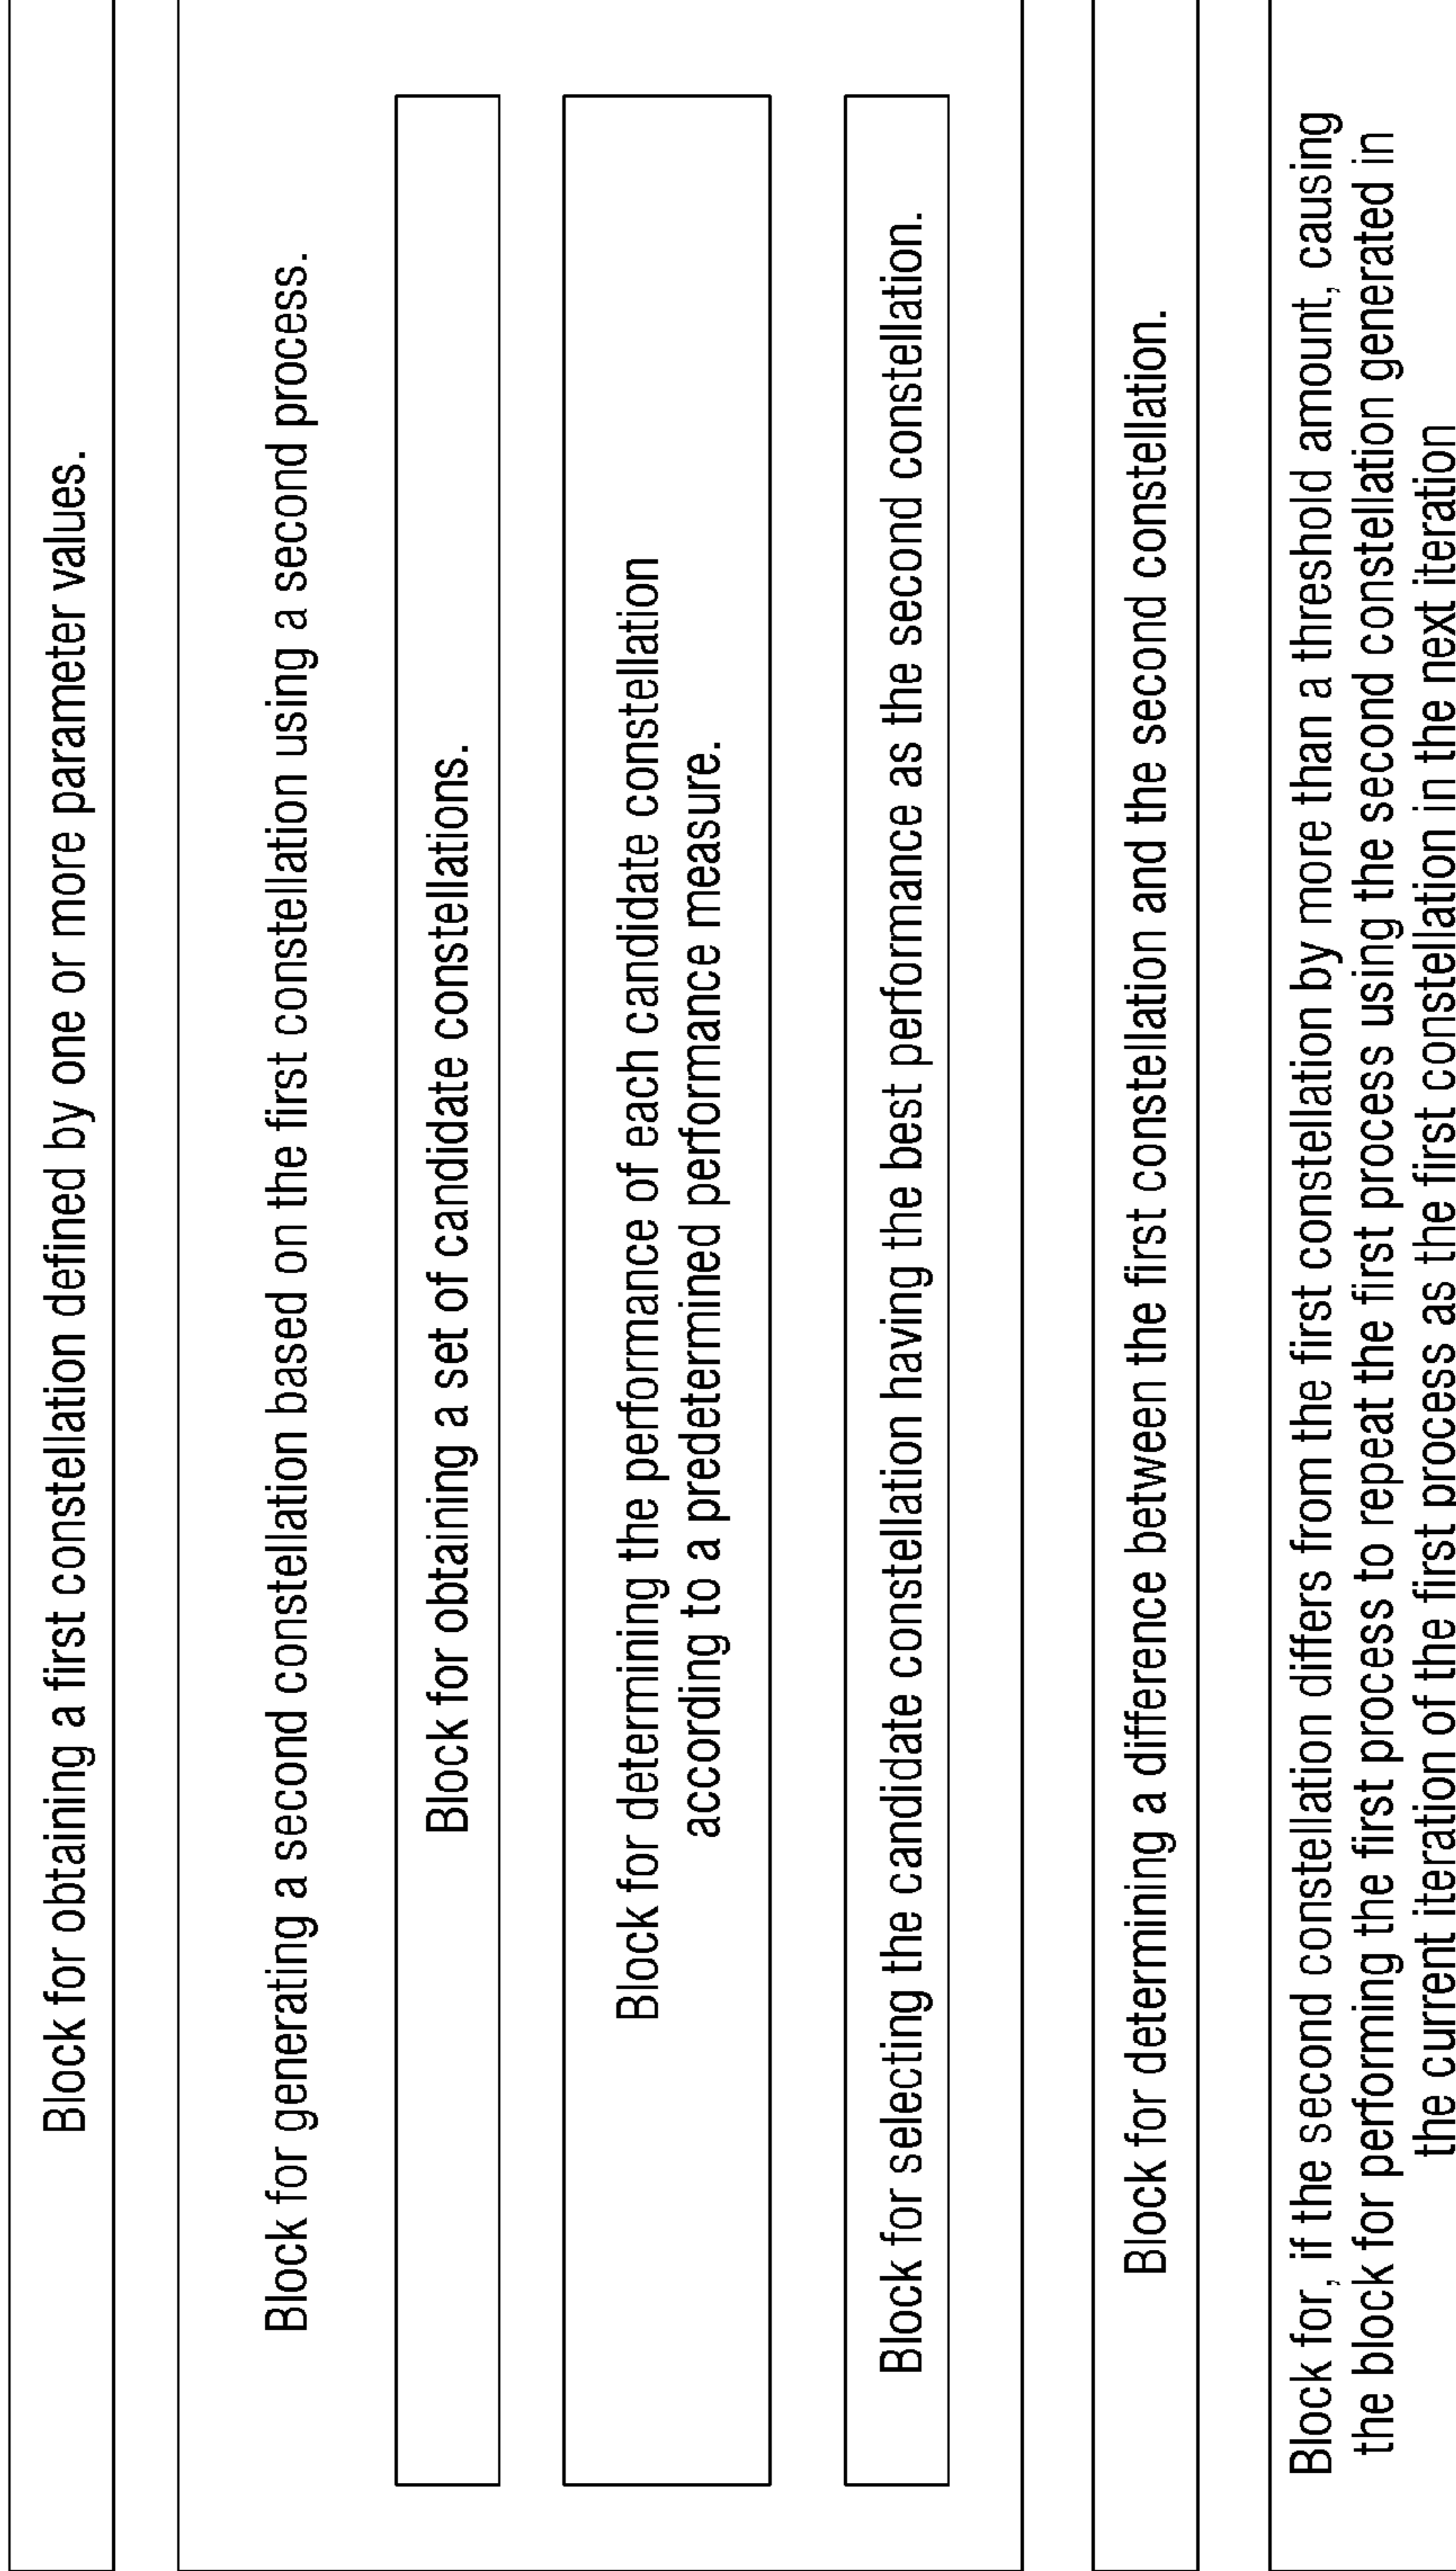 Block for obtaining a first constellation defined by one or more parameter values.
Block for generating a second constellation based on the first constellation using a second process.
Block for obtaining a set of candidate constellations.
Block for determining the performance of each candidate constellation
according to a predetermined performance measure.
Block for selecting the candidate constellation having the best performance as the second constellation.
Block for determining a difference between the first constellation and the second constellation.
Block for, if the second constellation differs from the first constellation by more than a threshold amount, causing
the block for performing the first process to repeat the first process using the second constellation generated in
the current iteration of the first process as the first constellation in the next iteration